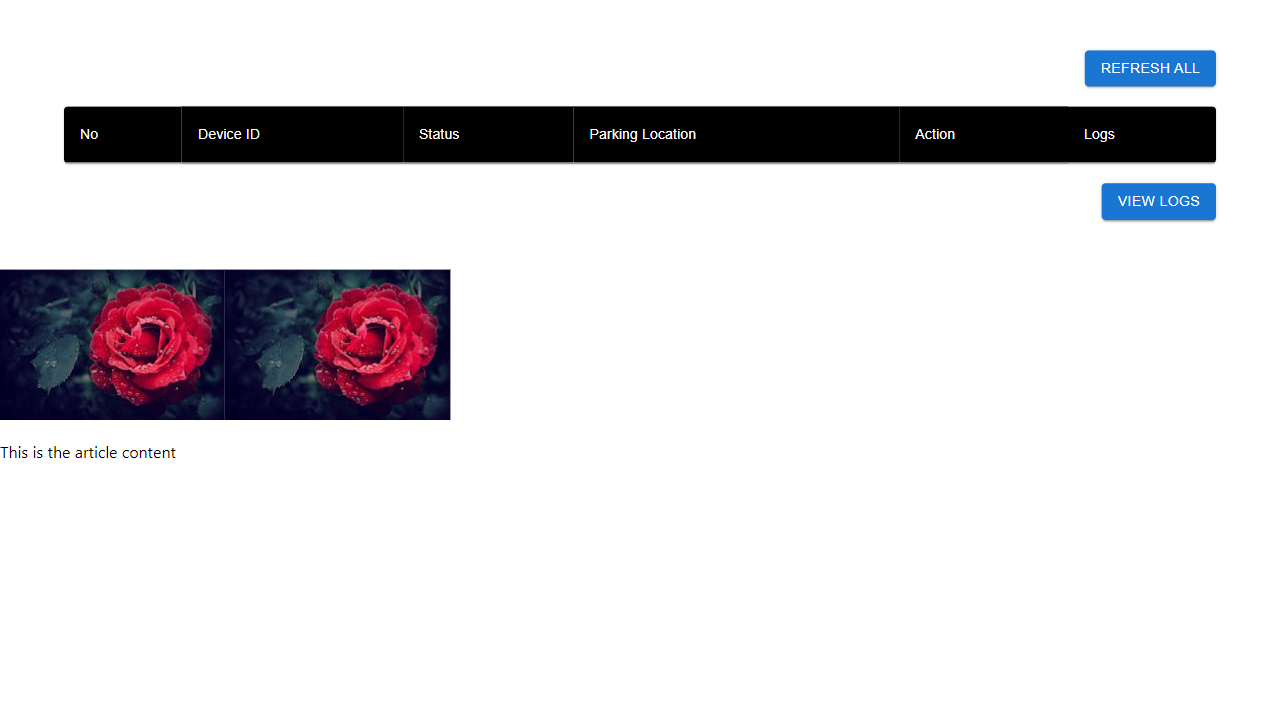 REFRESH ALL
No Device ID Status Parking Location Action Logs
VIEW LOGS
This is the article content